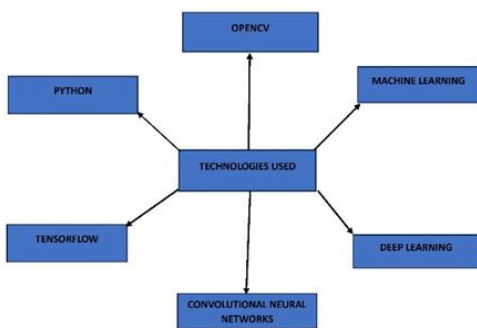 OPENCV
PYTHON
MACHINE LEARNING
TECHNOLOGIES USED
TENSORFLOW
DEEP LEARNING
CONVOLUTIONAL NEURAL
NETWORKS